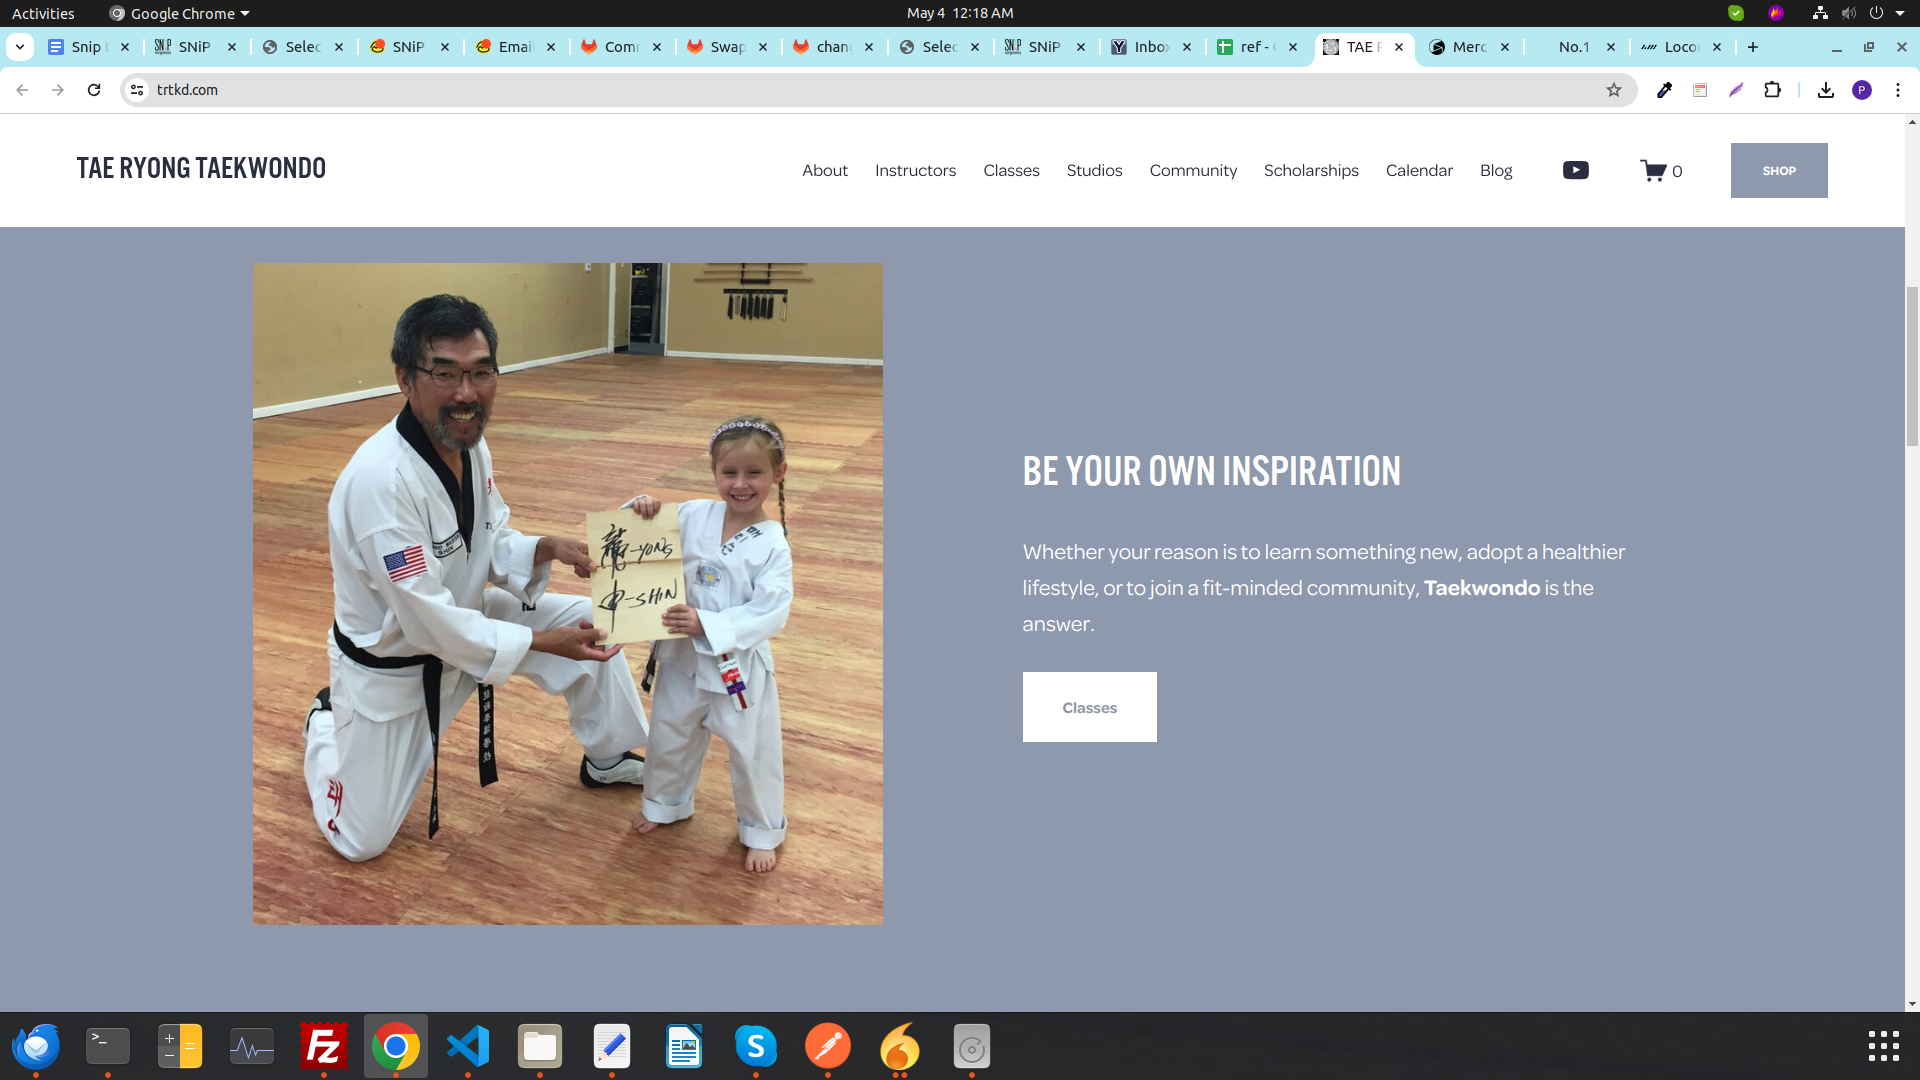 Activities
Google Chrome
May 4 12:18 AM
Snip
SNiP
Selec
SNiP
Email
Com
Swap
chan
Selec
SNiP
Inbox
ref -
TAE
Merc
No.1
Loco
trtkd.com
P
TAE RYONG TAEKWONDO
About
Instructors
Classes
Studios
Community
Scholarships
Calendar
Blog
0
SHOP
-YONG
-SHIN
BE YOUR OWN INSPIRATION
Whether your reason is to learn something new, adopt a healthier
lifestyle, or to join a fit-minded community, Taekwondo is the
answer.
Classes